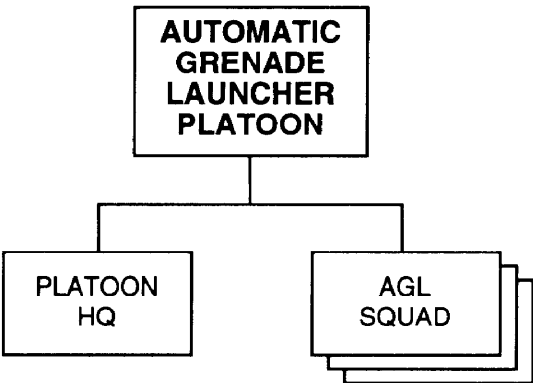 AUTOMATIC
GRENADE
LAUNCHER
PLATOON
PLATOON
HQ
AGL
SQUAD